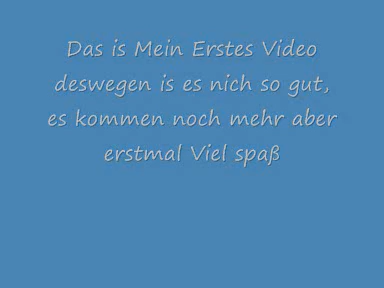 Das is Mein Erstes Video
deswegen is es nich so gut,
es kommen noch mehr aber
erstmal Viel spaß